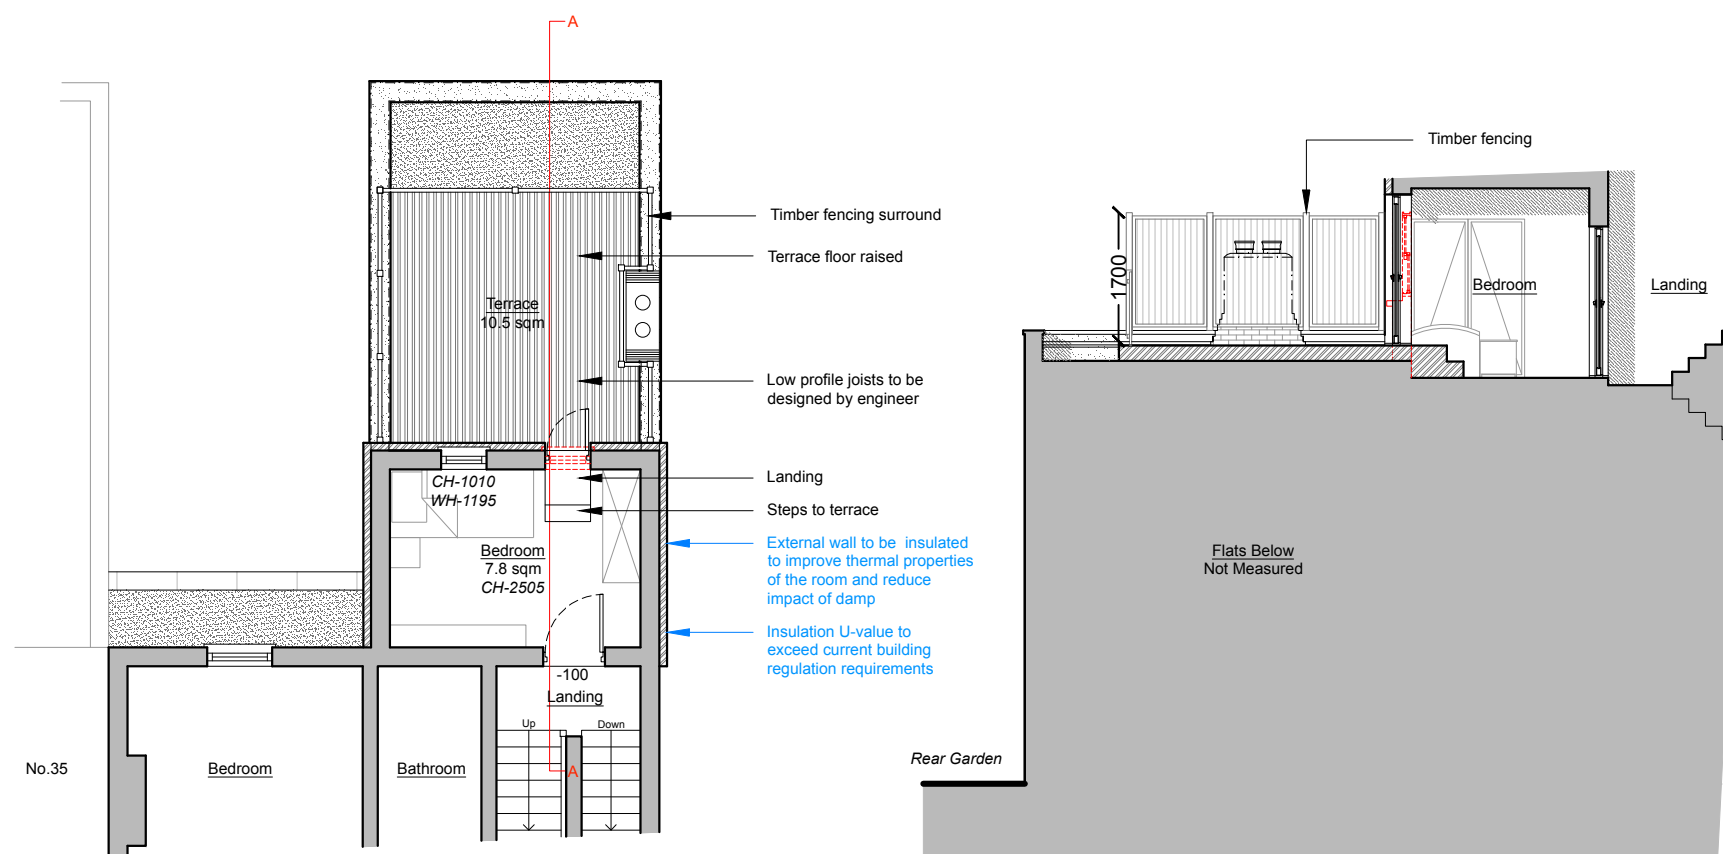 A
Timber fencing surround
Terrace floor raised
Terrace
10.5 sqm
Low profile joists to be
designed by engineer
Landing
Steps to terrace
CH-1010
WH-1195
Bedroom
7.8 sqm
CH-2505
External wall to be insulated
to improve thermal properties
of the room and reduce
impact of damp
Insulation U-value to
exceed current building
regulation requirements
-100
Landing
Up
Down
No.35
Bedroom
Bathroom
A
Timber fencing
1700
Bedroom
Landing
Flats Below
Not Measured
Rear Garden